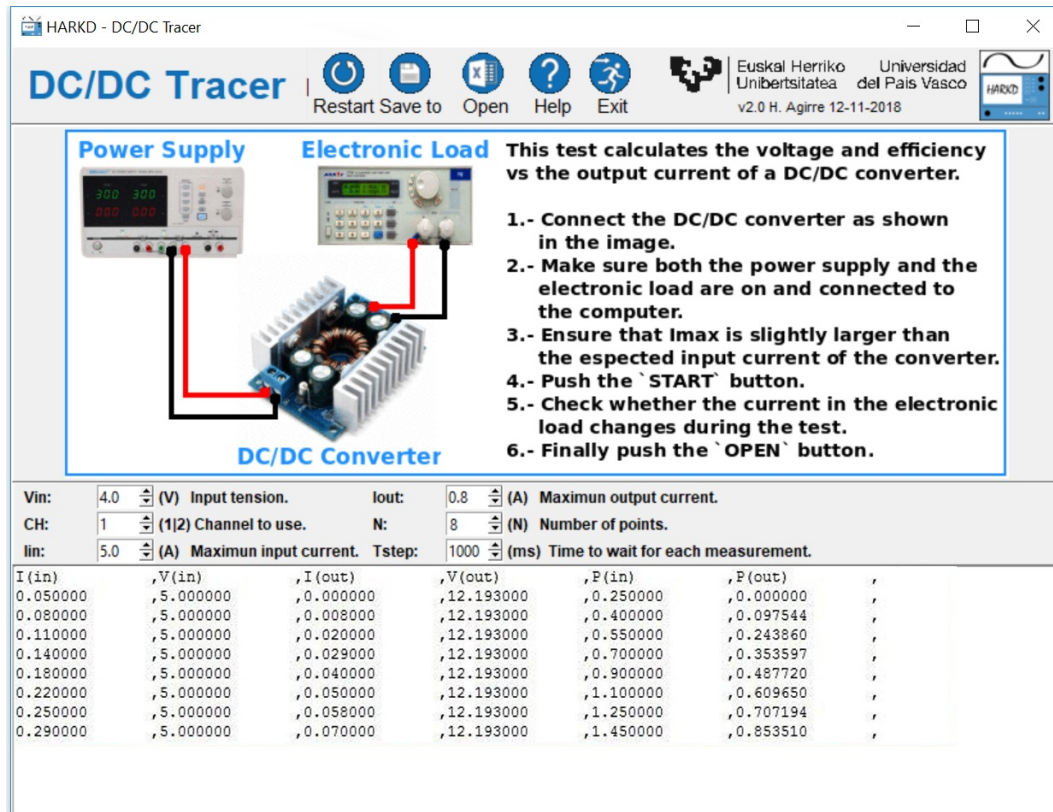 HARKD - DC/DC Tracer
DC/DC Tracer
Restart Save to Open Help Exit
Euskal Herriko Universidad
Unibertsitatea del Pais Vasco
v2.0 H. Agirre 12-11-2018
HARKD
Power Supply Electronic Load
DC/DC Converter
This test calculates the voltage and efficiency
vs the output current of a DC/DC converter.
1.- Connect the DC/DC converter as shown
in the image.
2.- Make sure both the power supply and the
electronic load are on and connected to
the computer.
3.- Ensure that Imax is slightly larger than
the espected input current of the converter.
4.- Push the `START` button.
5.- Check whether the current in the electronic
load changes during the test.
6.- Finally push the `OPEN` button.
Vin: 4.0 (V) Input tension. Iout: 0.8 (A) Maximun output current.
CH: 1 (1|2) Channel to use. N: 8 (N) Number of points.
Iin: 5.0 (A) Maximun input current. Tstep: 1000 (ms) Time to wait for each measurement.
I(in) ,V(in) ,I(out) ,V(out) ,P(in) ,P(out) ,
0.050000 ,5.000000 ,0.000000 ,12.193000 ,0.250000 ,0.000000 ,
0.080000 ,5.000000 ,0.008000 ,12.193000 ,0.400000 ,0.097544 ,
0.110000 ,5.000000 ,0.020000 ,12.193000 ,0.550000 ,0.243860 ,
0.140000 ,5.000000 ,0.029000 ,12.193000 ,0.700000 ,0.353597 ,
0.180000 ,5.000000 ,0.040000 ,12.193000 ,0.900000 ,0.487720 ,
0.220000 ,5.000000 ,0.050000 ,12.193000 ,1.100000 ,0.609650 ,
0.250000 ,5.000000 ,0.058000 ,12.193000 ,1.250000 ,0.707194 ,
0.290000 ,5.000000 ,0.070000 ,12.193000 ,1.450000 ,0.853510 ,